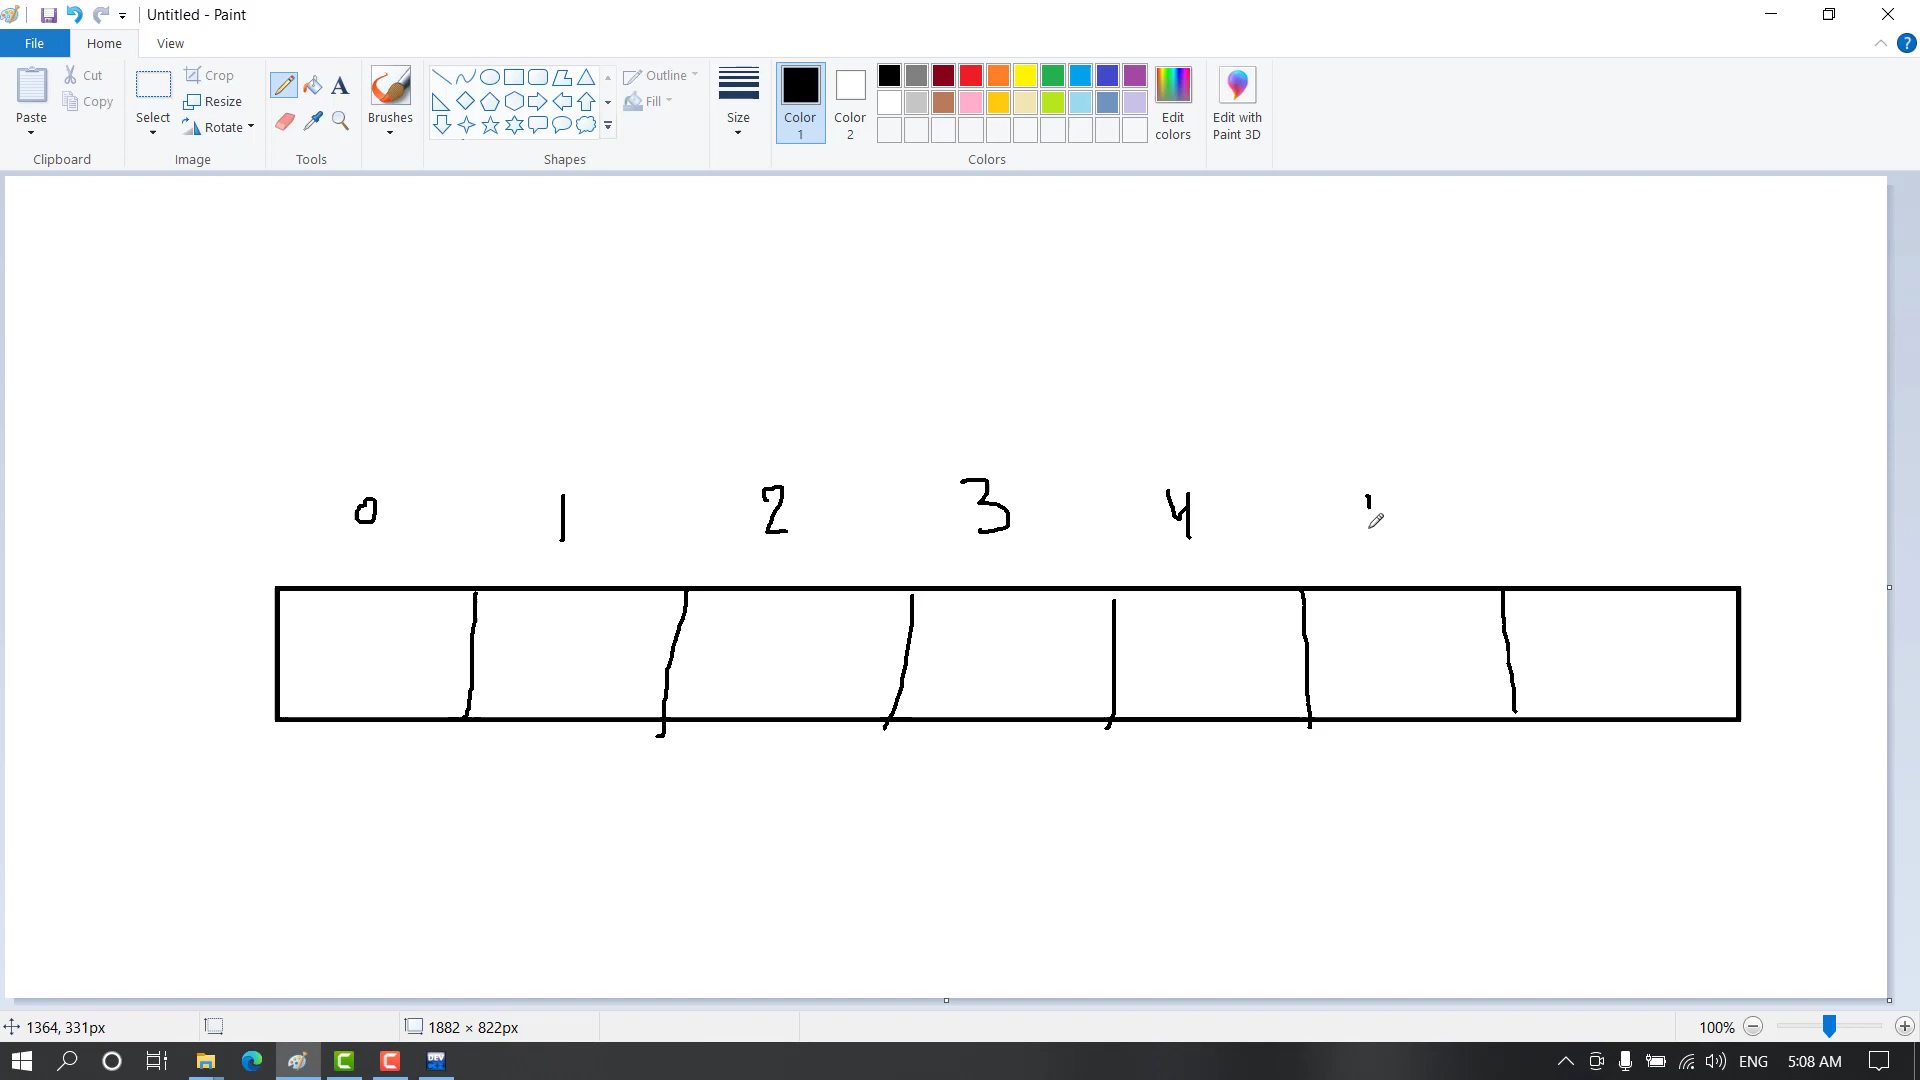 Untitled - Paint
File Home View
Paste
Cut
Copy
Clipboard
Select
Crop
Resize
Rotate
Image
A
Tools
Brushes
Outline
Fill
Shapes
Size
Color 1
Color 2
Edit colors
Colors
Edit with Paint 3D
?
0 1 2 3 4
1364, 331px
1882 × 822px
100%
DEV
ENG
5:08 AM